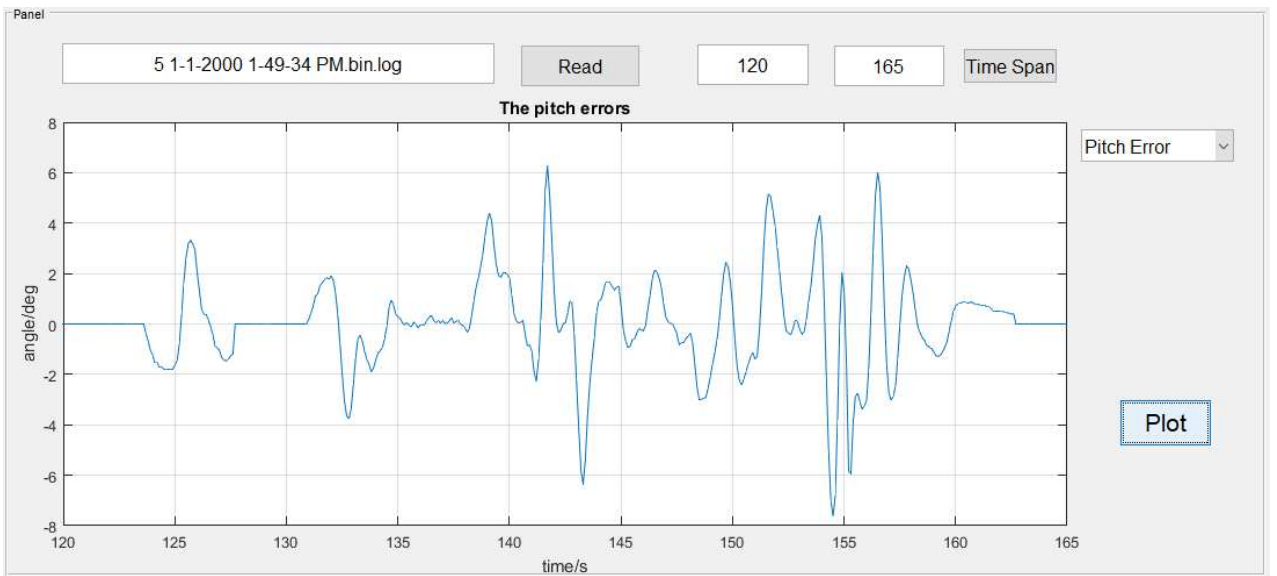 Panel
5 1-1-2000 1-49-34 PM.bin.log
Read
120
165
Time Span
The pitch errors
Pitch Error
8
6
4
2
0
-2
-4
-6
-8
angle/deg
Plot
120 125 130 135 140 145 150 155 160 165
time/s